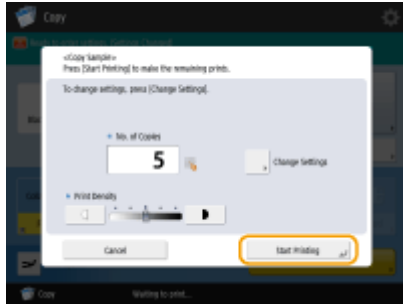 Copy
<Copy Sample>
Press [Start Printing] to make the remaining prints.
To change settings, press [Change Settings].
No. of Copies
5
Change Settings
Print Density
Cancel
Start Printing
Copy
Waiting to print...